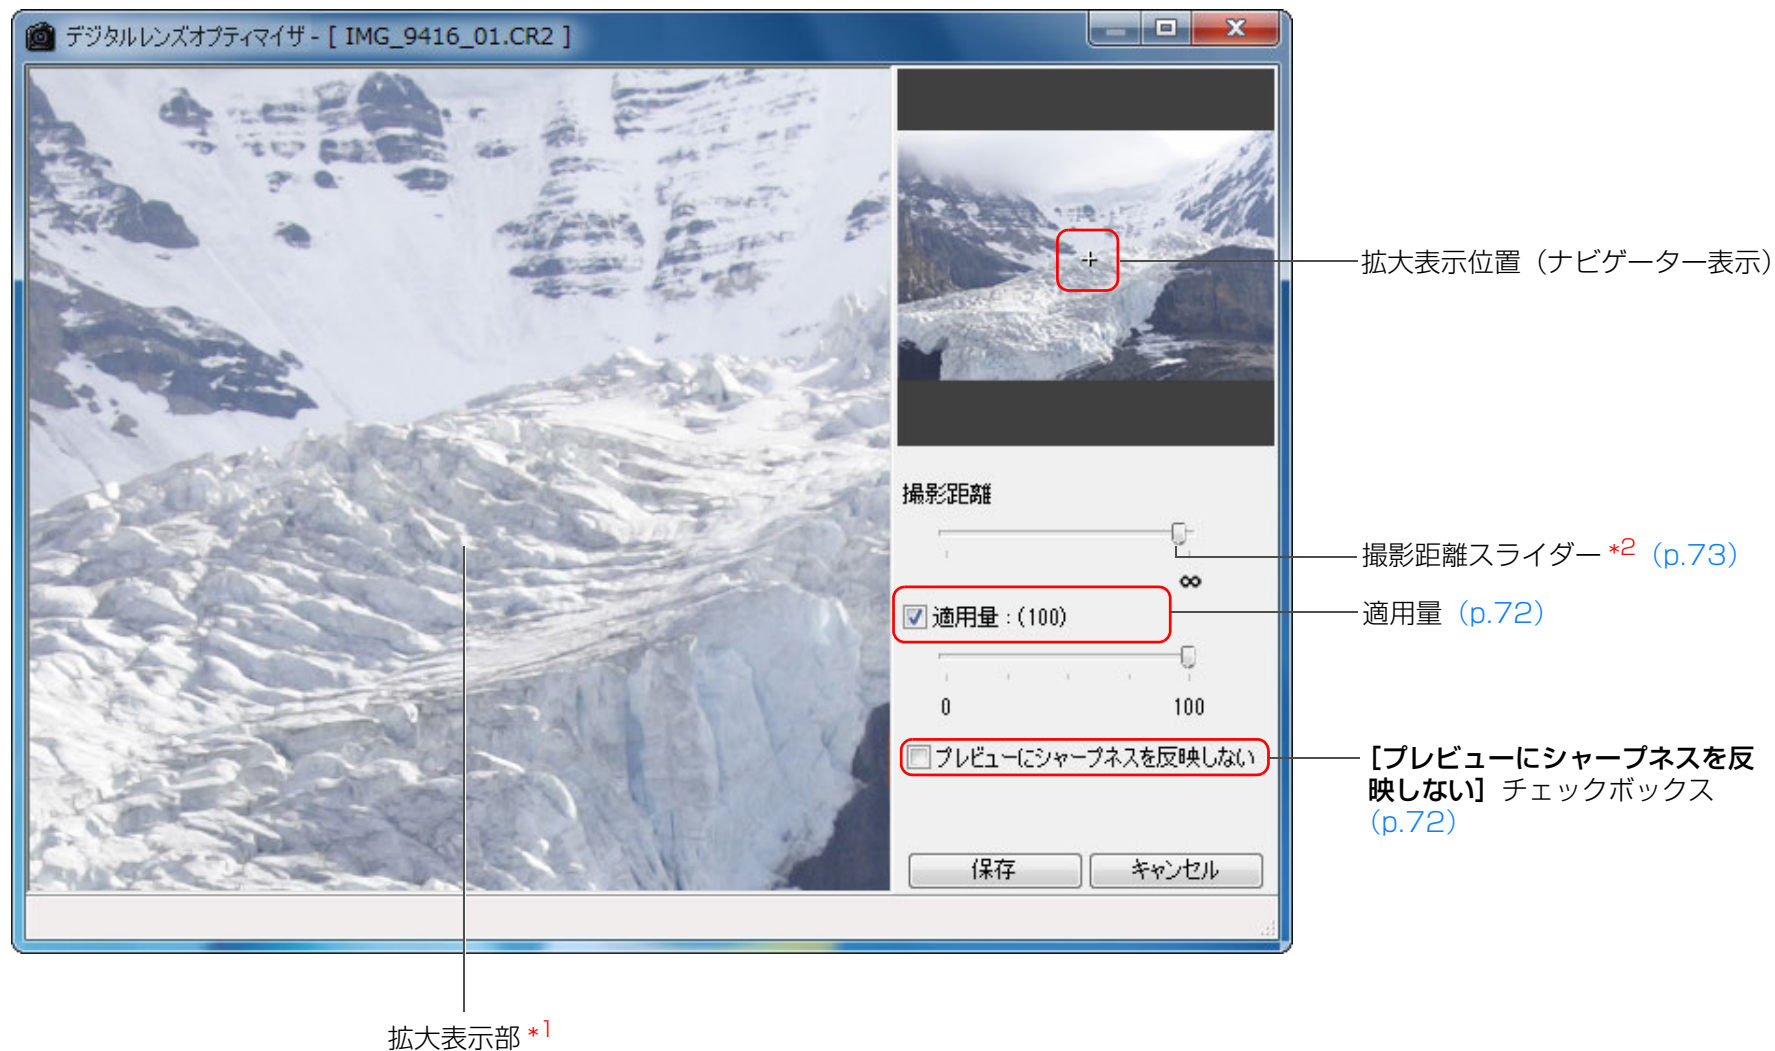 デジタルレンズオプティマイザ - [ IMG_9416_01.CR2 ]
拡大表示位置（ナビゲーター表示）
撮影距離
撮影距離スライダー *2（p.73）
∞
適用量 : (100)
適用量（p.72）
0 100
プレビューにシャープネスを反映しない
［プレビューにシャープネスを反
映しない］チェックボックス
（p.72）
保存 キャンセル
拡大表示部 *1